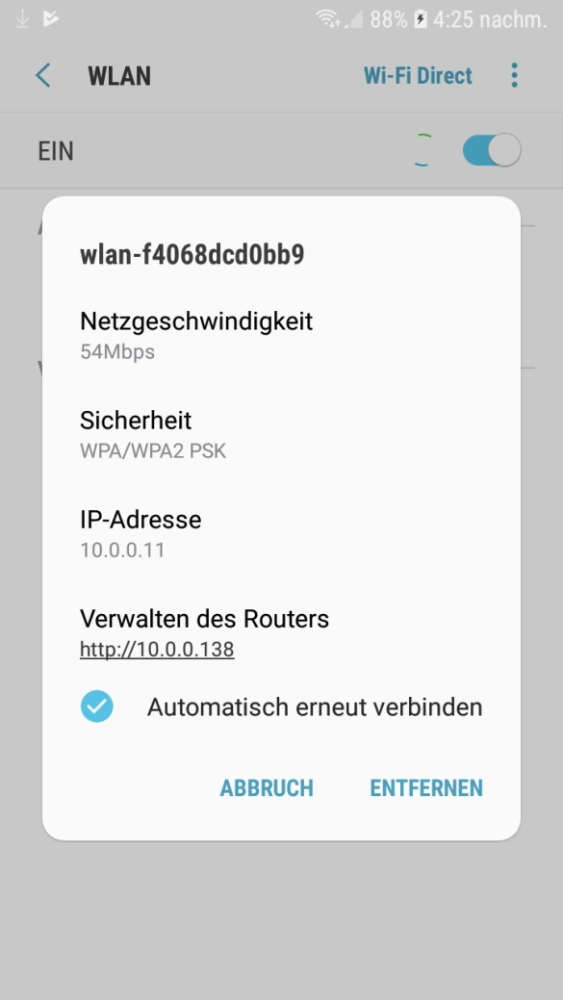 88% 4:25 nachm.
WLAN Wi-Fi Direct
EIN
wlan-f4068dcd0bb9
Netzgeschwindigkeit
54Mbps
Sicherheit
WPA/WPA2 PSK
IP-Adresse
10.0.0.11
Verwalten des Routers
http://10.0.0.138
Automatisch erneut verbinden
ABBRUCH ENTFERNEN